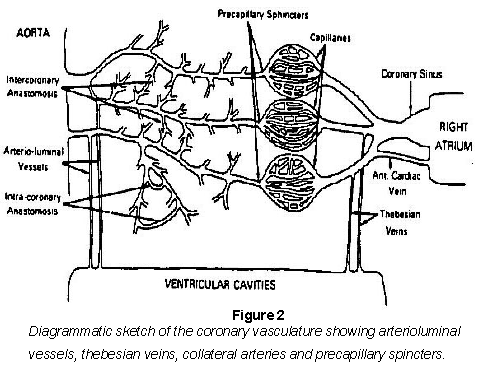 Precapillary Sphincters
AORTA
Capillanes
Intercoronary
Anastomosis
Coronary Sinus
RIGHT
ATRIUM
Arterio-luminal
Vessels
Ant. Cardiac
Vein
Intra-coronary
Anastomosis
Thebesian
Veins
VENTRICULAR CAVITIES
Figure 2
Diagrammatic sketch of the coronary vasculature showing arterioluminal
vessels, thebesian veins, collateral arteries and precapillary spincters.